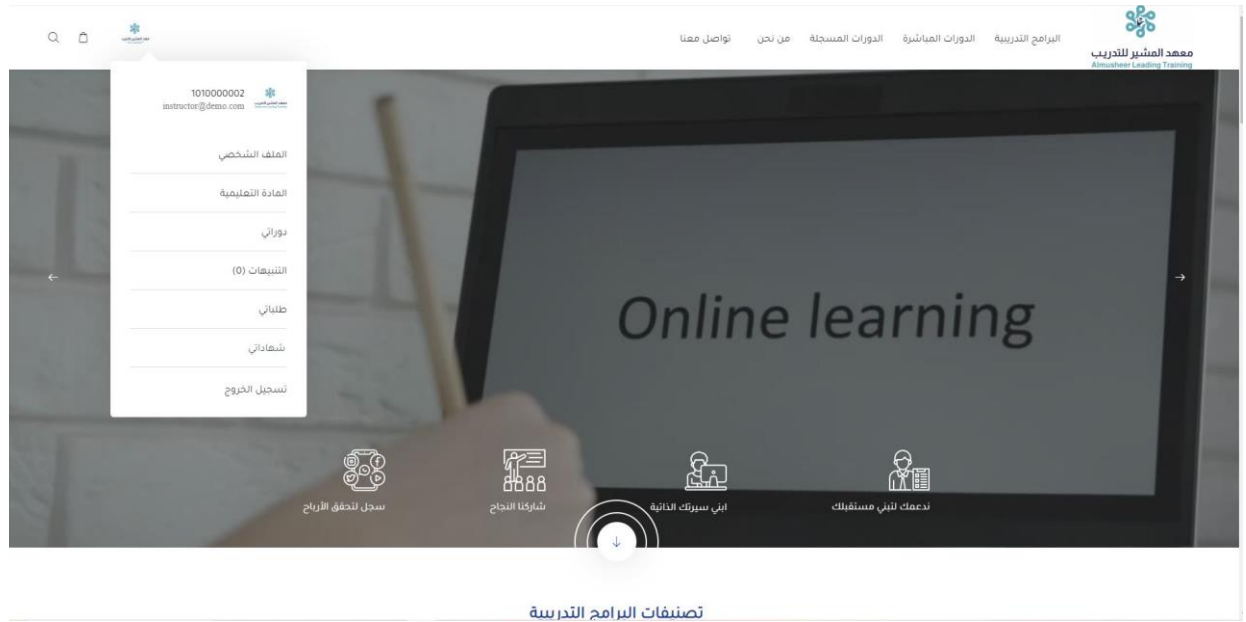 معهد المشير للتدريب
Almusheer Leading Training
البرامج التدريبية
الدورات المباشرة
الدورات المسجلة
من نحن
تواصل معنا
1010000002
instructor@demo.com
الملف الشخصي
المادة التعليمية
دوراتي
التنبيهات (0)
طلباتي
شهاداتي
تسجيل الخروج
Online learning
ندعمك لتبني مستقبلك
ابني سيرتك الذاتية
شاركنا النجاح
سجل لتحقق الأرباح
تصنيفات البرامج التدريبية